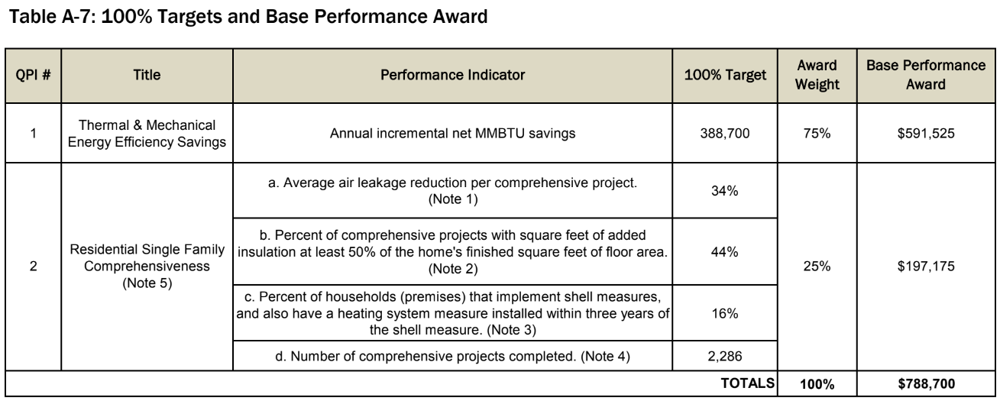 Table A-7: 100% Targets and Base Performance Award
QPI #
Title
Performance Indicator
100% Target
Award
Weight
Base Performance
Award
1
Thermal & Mechanical
Energy Efficiency Savings
Annual incremental net MMBTU savings
388,700
75%
$591,525
2
Residential Single Family
Comprehensiveness
(Note 5)
a. Average air leakage reduction per comprehensive project.
(Note 1)
34%
b. Percent of comprehensive projects with square feet of added
insulation at least 50% of the home's finished square feet of floor area.
(Note 2)
44%
c. Percent of households (premises) that implement shell measures,
and also have a heating system measure installed within three years of
the shell measure. (Note 3)
16%
d. Number of comprehensive projects completed. (Note 4)
2,286
25%
$197,175
TOTALS
100%
$788,700